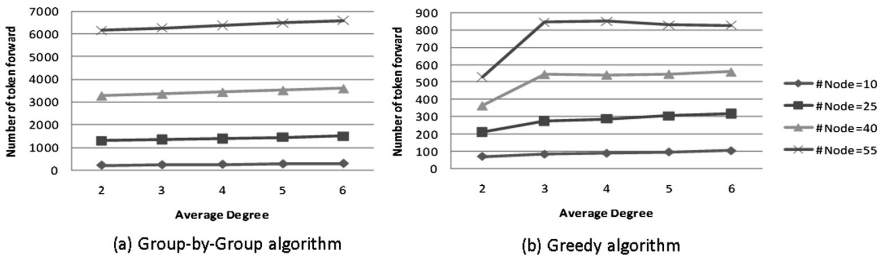 Number of token forward
7000
6000
5000
4000
3000
2000
1000
0
2 3 4 5 6
Average Degree
(a) Group-by-Group algorithm
Number of token forward
900
800
700
600
500
400
300
200
100
0
2 3 4 5 6
Average Degree
(b) Greedy algorithm
#Node=10
#Node=25
#Node=40
#Node=55